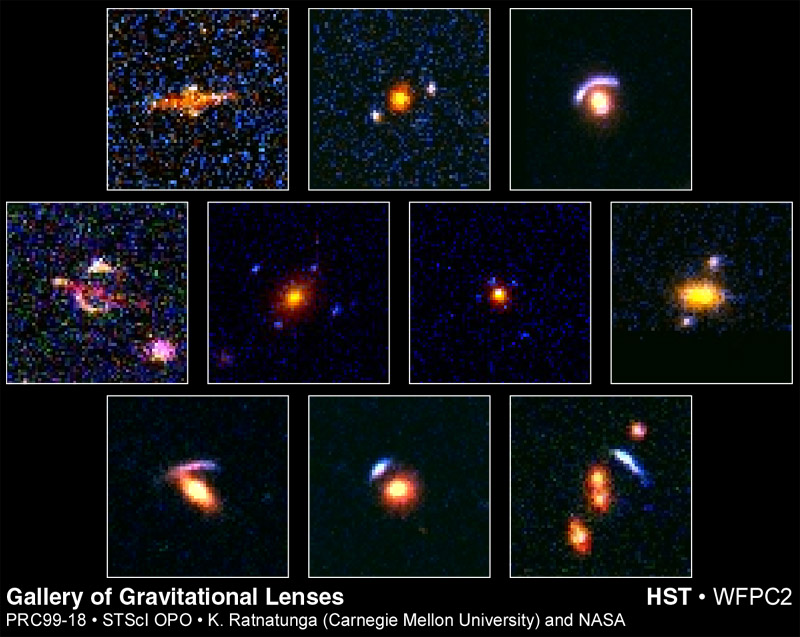 Gallery of Gravitational Lenses
HST • WFPC2
PRC99-18 • STScI OPO • K. Ratnatunga (Carnegie Mellon University) and NASA